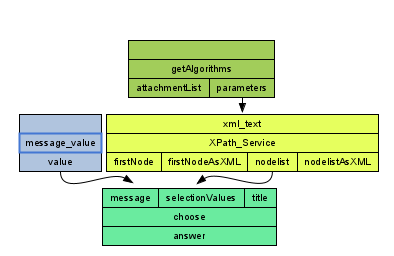 getAlgorithms
attachmentList parameters
xml_text
message_value XPath_Service
value firstNode firstNodeAsXML nodelist nodelistAsXML
message selectionValues title
choose
answer